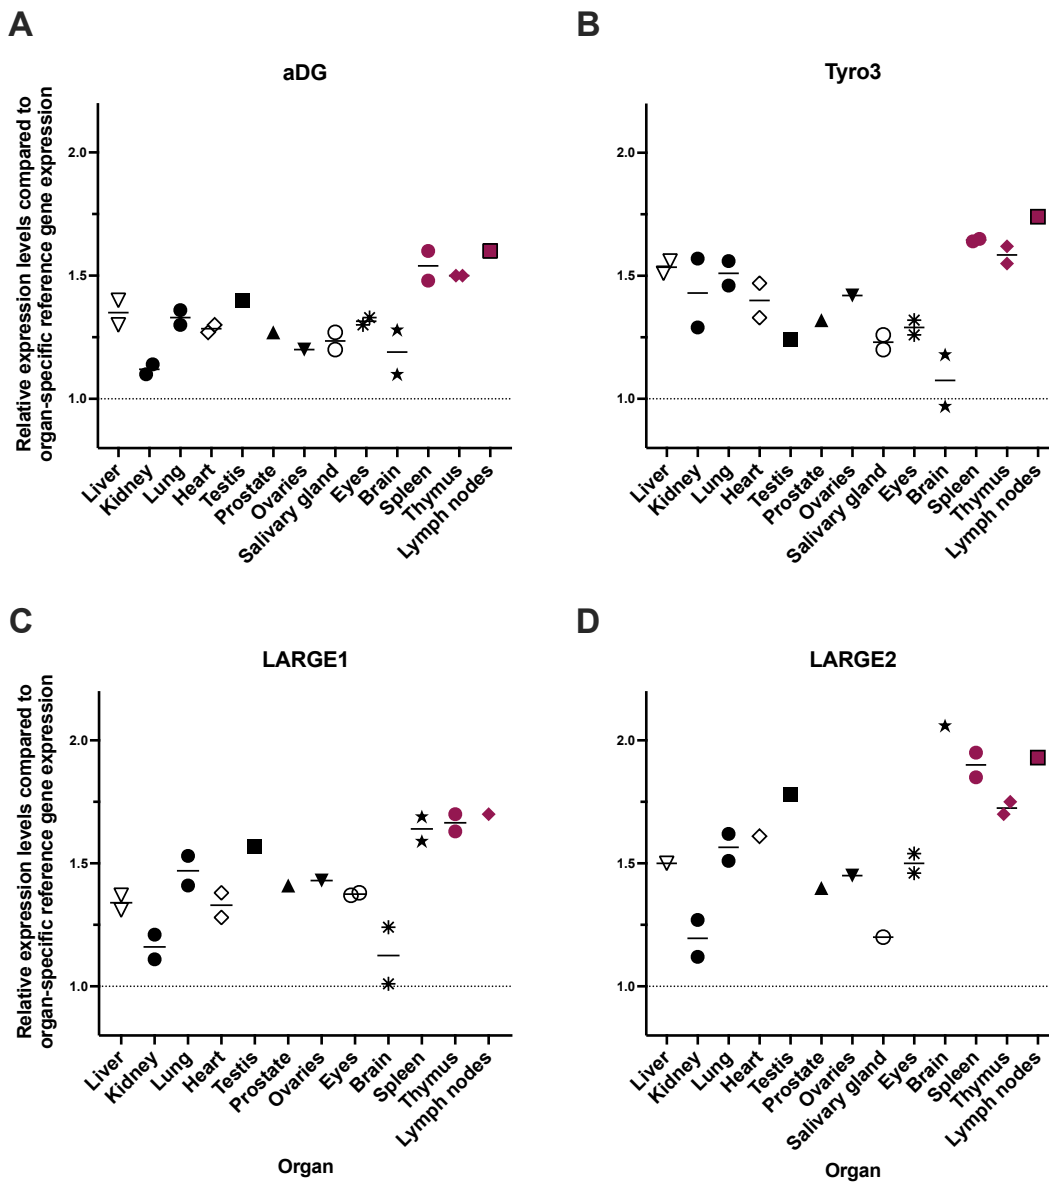 A
aDG
Relative expression levels compared to
organ-specific reference gene expression
2.0
1.5
1.0
Liver
Kidney
Lung
Heart
Testis
Prostate
Ovaries
Salivary gland
Eyes
Brain
Spleen
Thymus
Lymph nodes
B
Tyro3
2.0
1.5
1.0
Liver
Kidney
Lung
Heart
Testis
Prostate
Ovaries
Salivary gland
Eyes
Brain
Spleen
Thymus
Lymph nodes
C
LARGE1
Relative expression levels compared to
organ-specific reference gene expression
2.0
1.5
1.0
Liver
Kidney
Lung
Heart
Testis
Prostate
Ovaries
Eyes
Brain
Spleen
Thymus
Lymph nodes
Organ
D
LARGE2
2.0
1.5
1.0
Liver
Kidney
Lung
Heart
Testis
Prostate
Ovaries
Salivary gland
Eyes
Brain
Spleen
Thymus
Lymph nodes
Organ